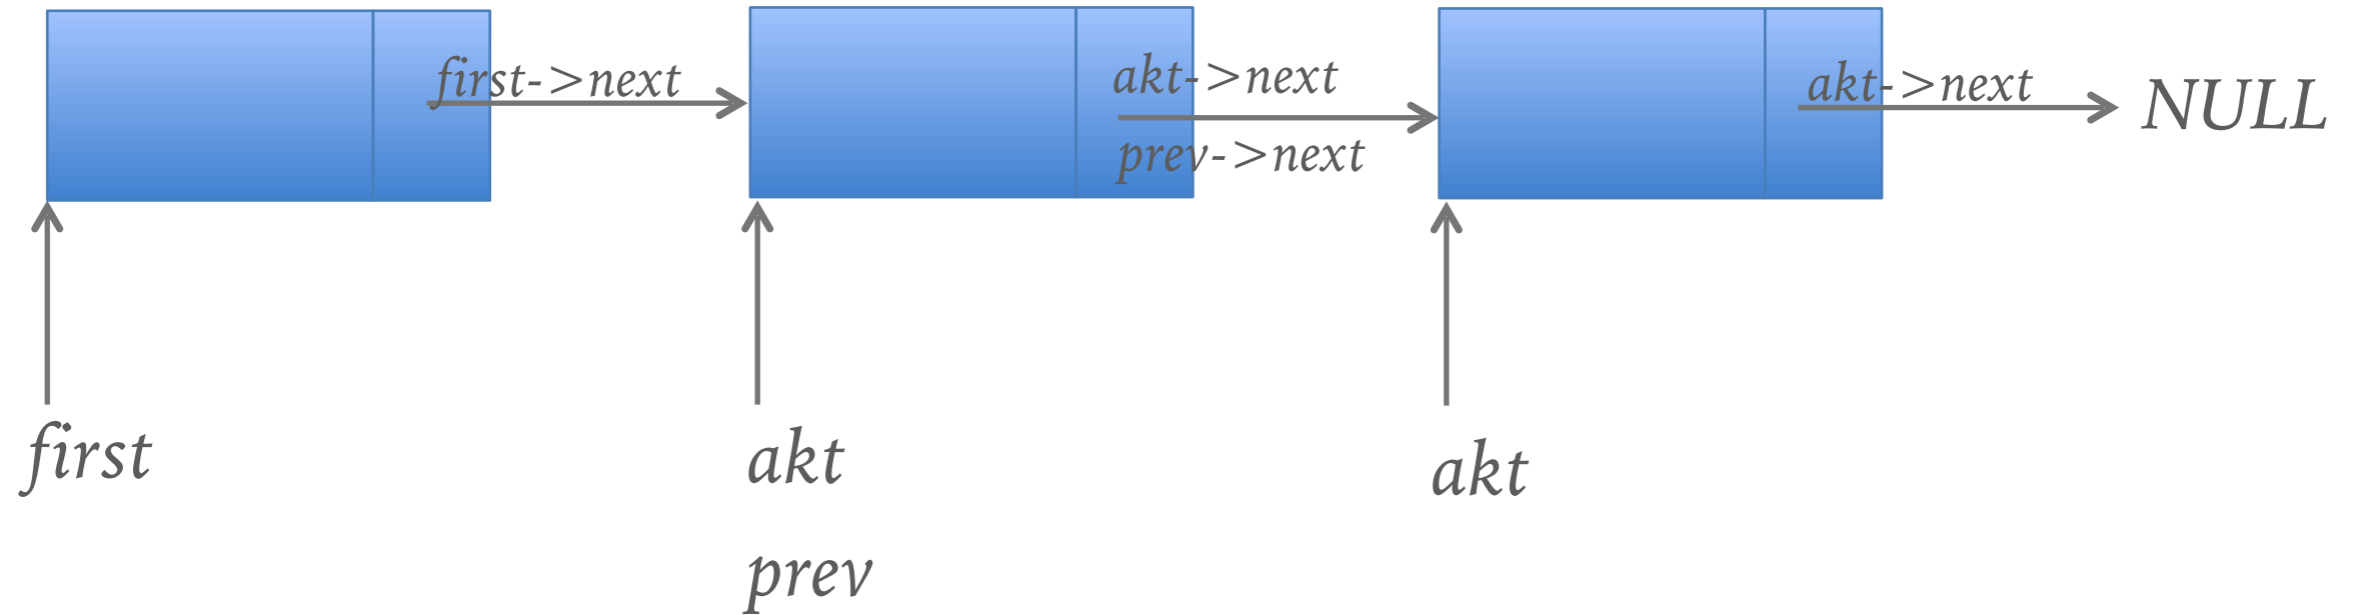 first->next
akt->next
prev->next
akt->next
NULL
first
akt
prev
akt